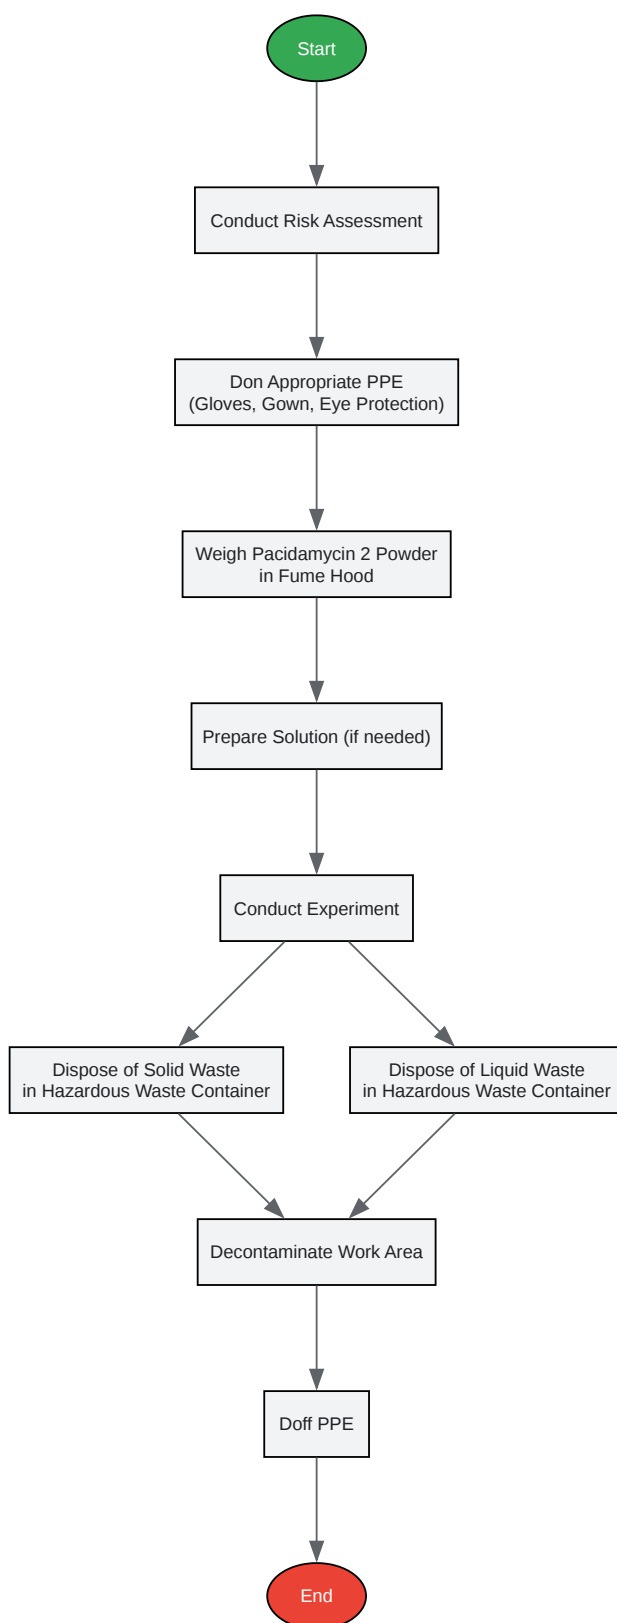 Start
Conduct Risk Assessment
Don Appropriate PPE
(Gloves, Gown, Eye Protection)
Weigh Pacidamycin 2 Powder
in Fume Hood
Prepare Solution (if needed)
Conduct Experiment
Dispose of Solid Waste
in Hazardous Waste Container
Dispose of Liquid Waste
in Hazardous Waste Container
Decontaminate Work Area
Doff PPE
End